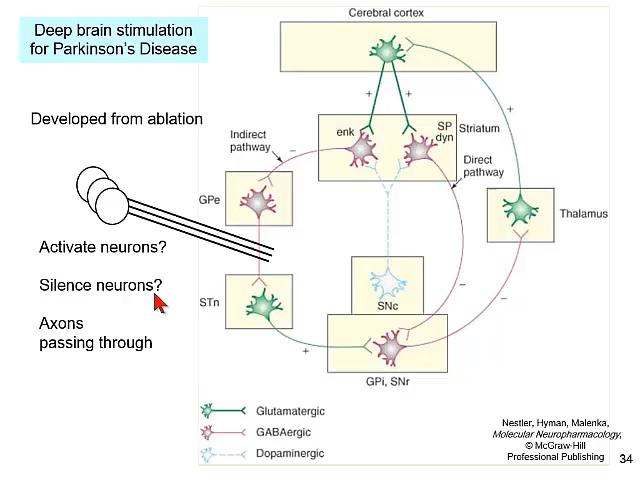 Deep brain stimulation
for Parkinson's Disease
Developed from ablation
Activate neurons?
Silence neurons?
Axons
passing through
Cerebral cortex
+
+
+
enk
SP
dyn
Striatum
Indirect
pathway
–
Direct
pathway
GPe
Thalamus
STn
SNc
–
–
+
GPi, SNr
Glutamatergic
GABAergic
Dopaminergic
Nestler, Hyman, Malenka,
Molecular Neuropharmacology,
© McGraw-Hill
Professional Publishing
34